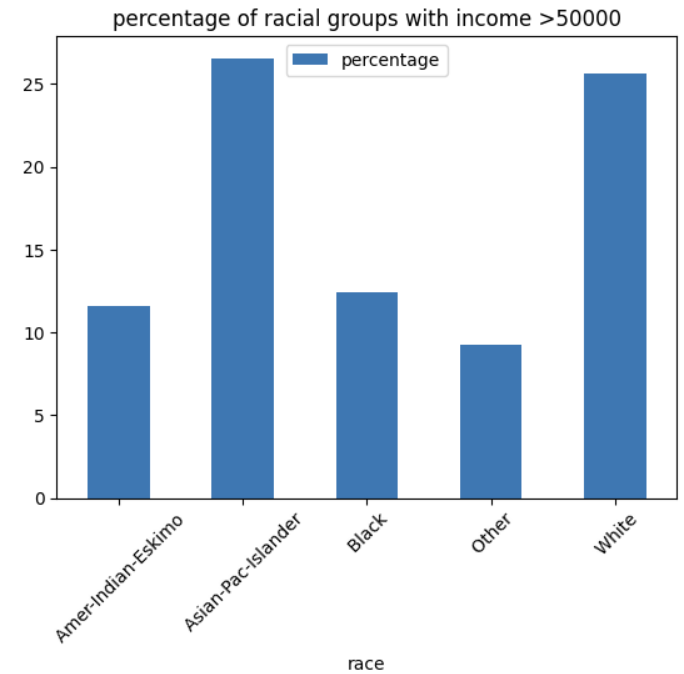 percentage of racial groups with income >50000
percentage
25
20
15
10
5
0
Amer-Indian-Eskimo
Asian-Pac-Islander
Black
Other
White
race